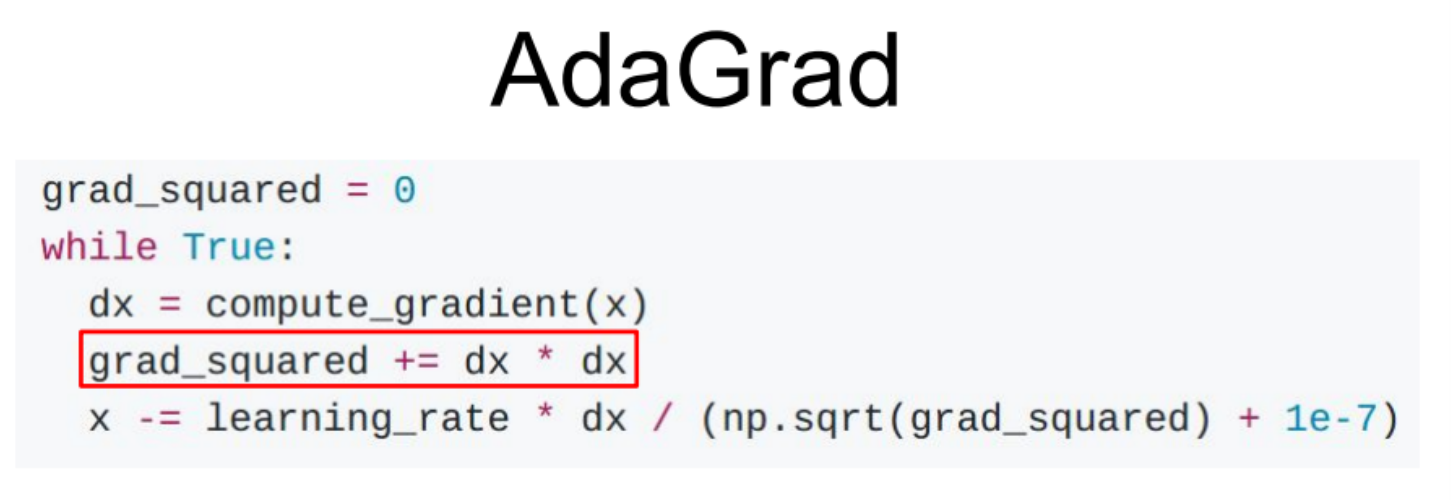 AdaGrad
grad_squared = 0
while True:
  dx = compute_gradient(x)
  grad_squared += dx * dx
  x -= learning_rate * dx / (np.sqrt(grad_squared) + 1e-7)